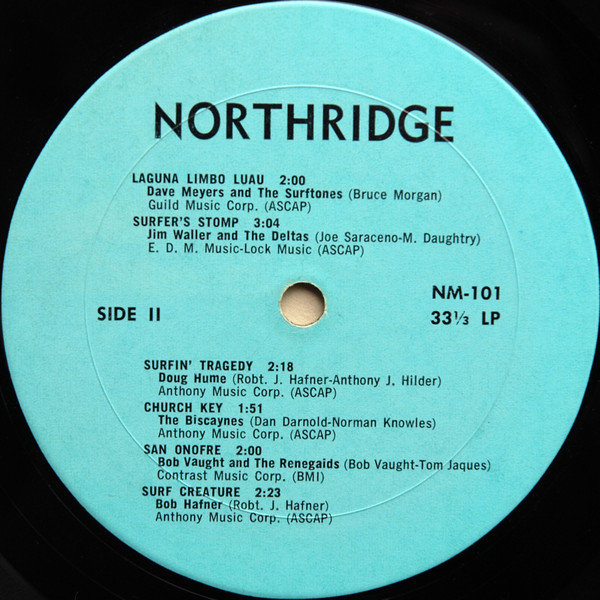 NORTHRIDGE
LAGUNA LIMBO LUAU 2:00
Dave Meyers and The Surftones (Bruce Morgan)
Guild Music Corp. (ASCAP)
SURFER'S STOMP 3:04
Jim Waller and The Deltas (Joe Saraceno-M. Daughtry)
E. D. M. Music-Lock Music (ASCAP)
SIDE II
NM-101
33⅓ LP
SURFIN' TRAGEDY 2:18
Doug Hume (Robt. J. Hafner-Anthony J. Hilder)
Anthony Music Corp. (ASCAP)
CHURCH KEY 1:51
The Biscaynes (Dan Darnold-Norman Knowles)
Anthony Music Corp. (ASCAP)
SAN ONOFRE 2:00
Bob Vaught and The Renegaids (Bob Vaught-Tom Jaques)
Contrast Music Corp. (BMI)
SURF CREATURE 2:23
Bob Hafner (Robt. J. Hafner)
Anthony Music Corp. (ASCAP)